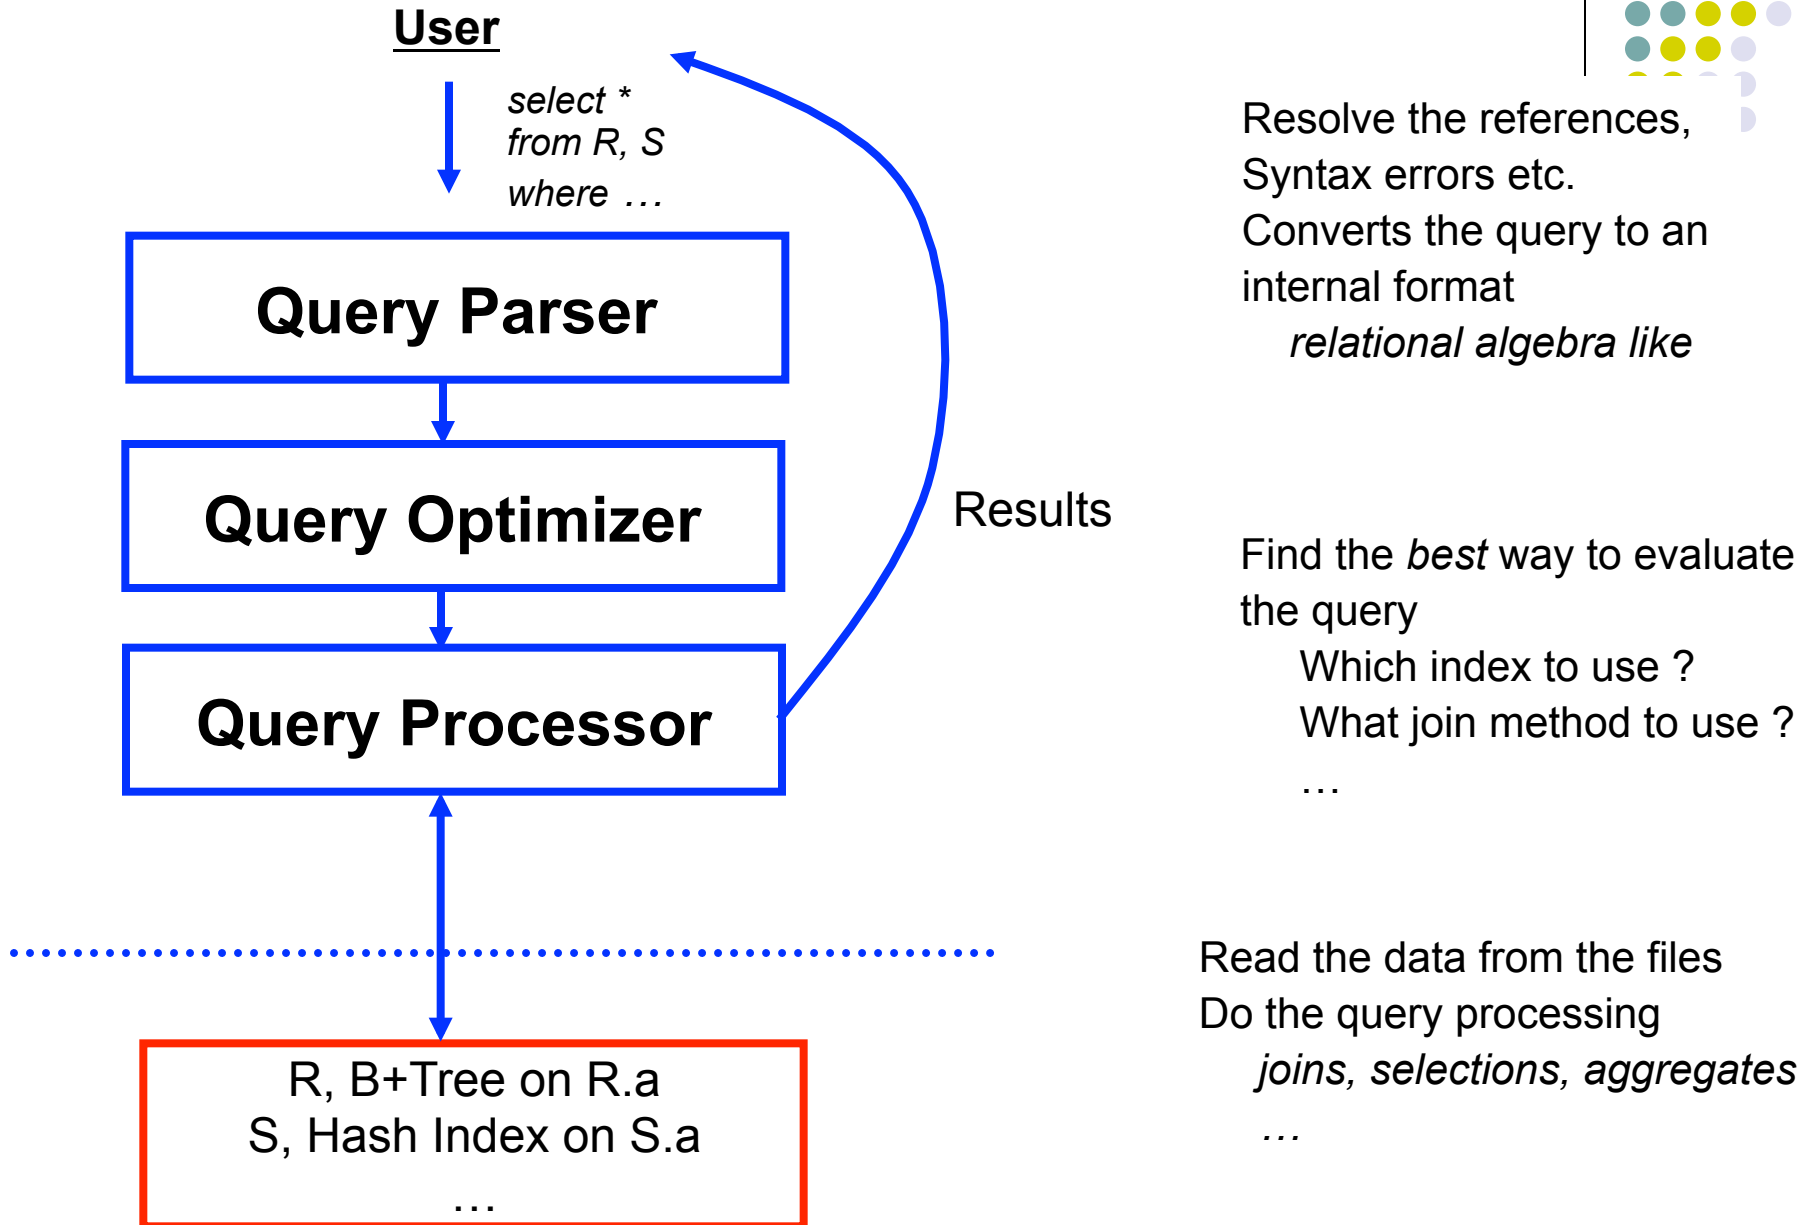 User
select *
from R, S
where …
Query Parser
Query Optimizer
Query Processor
Results
R, B+Tree on R.a
S, Hash Index on S.a
…
Resolve the references,
Syntax errors etc.
Converts the query to an
internal format
relational algebra like
Find the best way to evaluate
the query
Which index to use ?
What join method to use ?
…
Read the data from the files
Do the query processing
joins, selections, aggregates
…